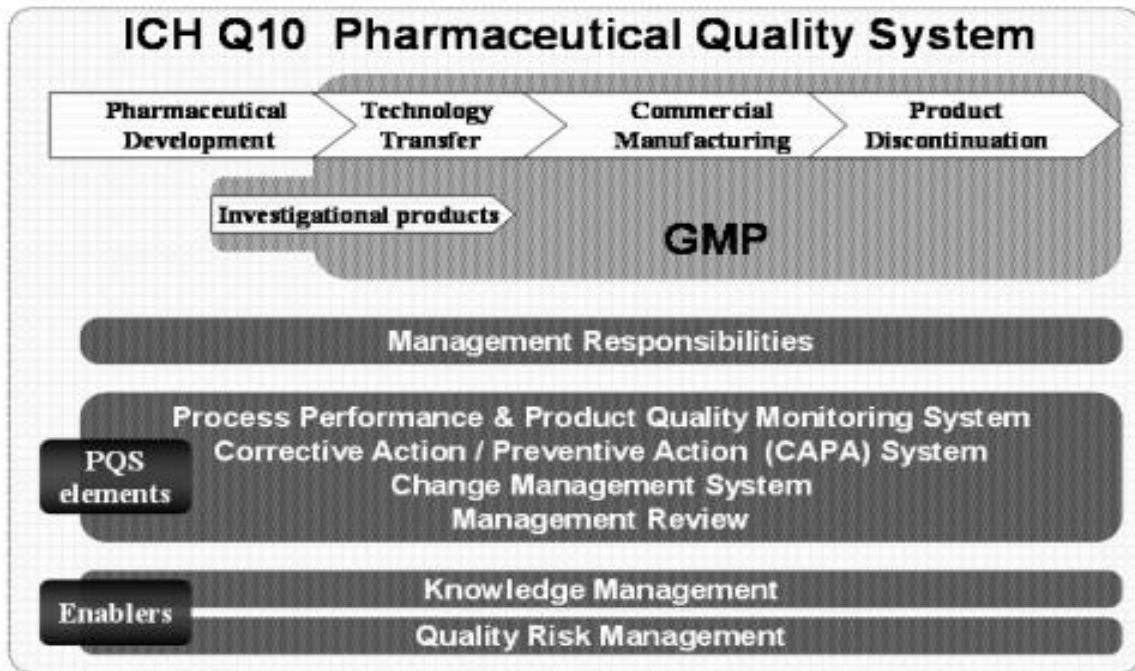 ICH Q10 Pharmaceutical Quality System
Pharmaceutical
Development
Technology
Transfer
Commercial
Manufacturing
Product
Discontinuation
Investigational products
GMP
Management Responsibilities
PQS
elements
Process Performance & Product Quality Monitoring System
Corrective Action / Preventive Action (CAPA) System
Change Management System
Management Review
Enablers
Knowledge Management
Quality Risk Management